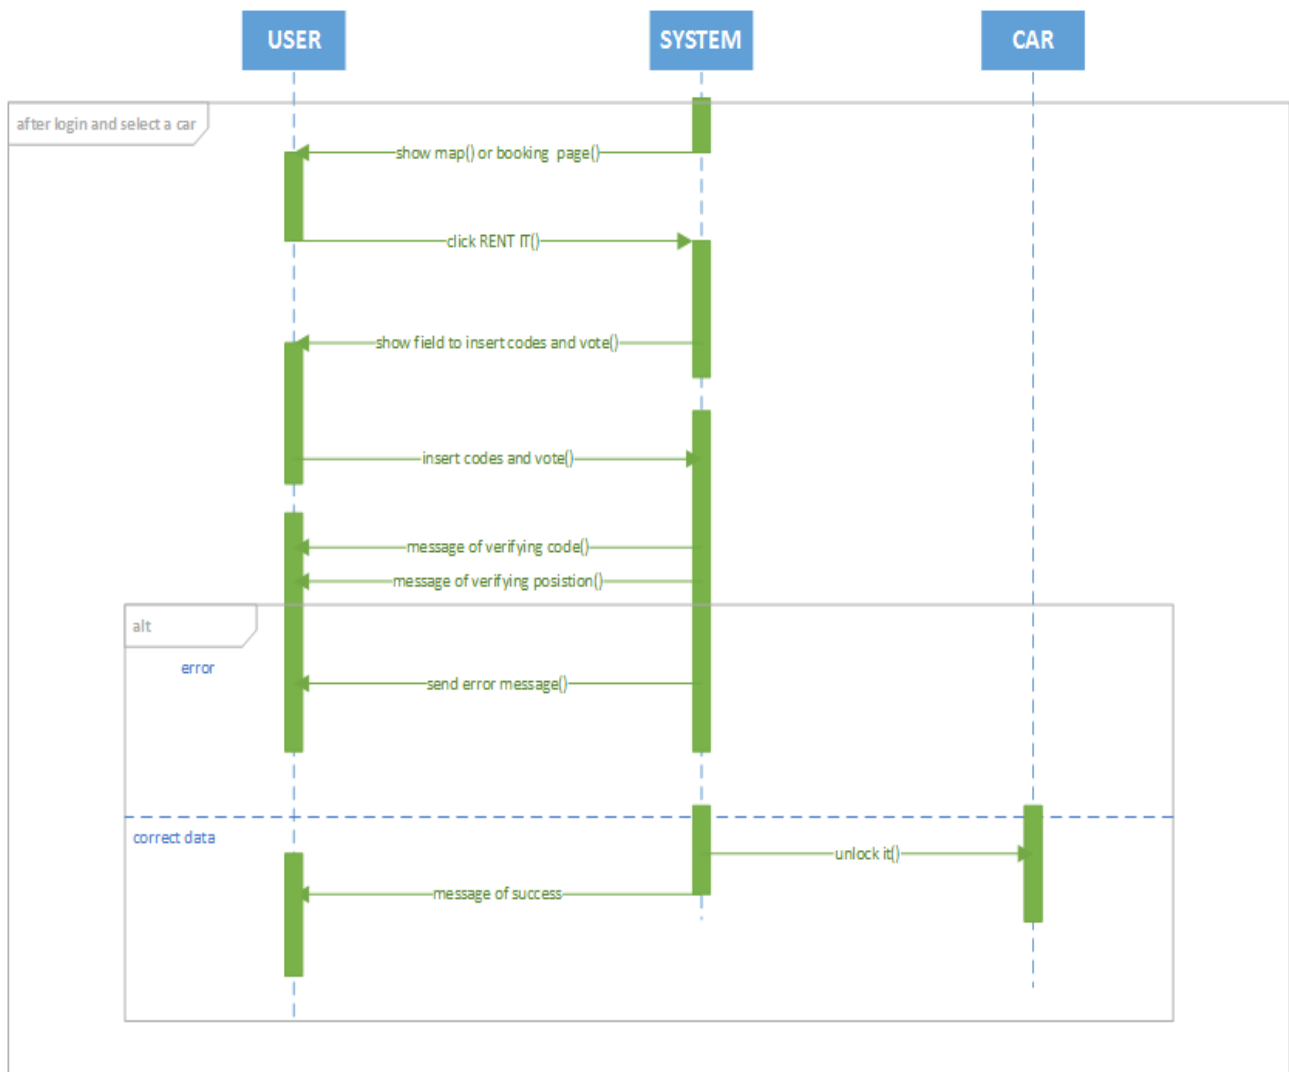 USER
SYSTEM
CAR
after login and select a car
show map() or booking page()
click RENT IT()
show field to insert codes and vote()
insert codes and vote()
message of verifying code()
message of verifying posistion()
alt
error
send error message()
correct data
unlock it()
message of success